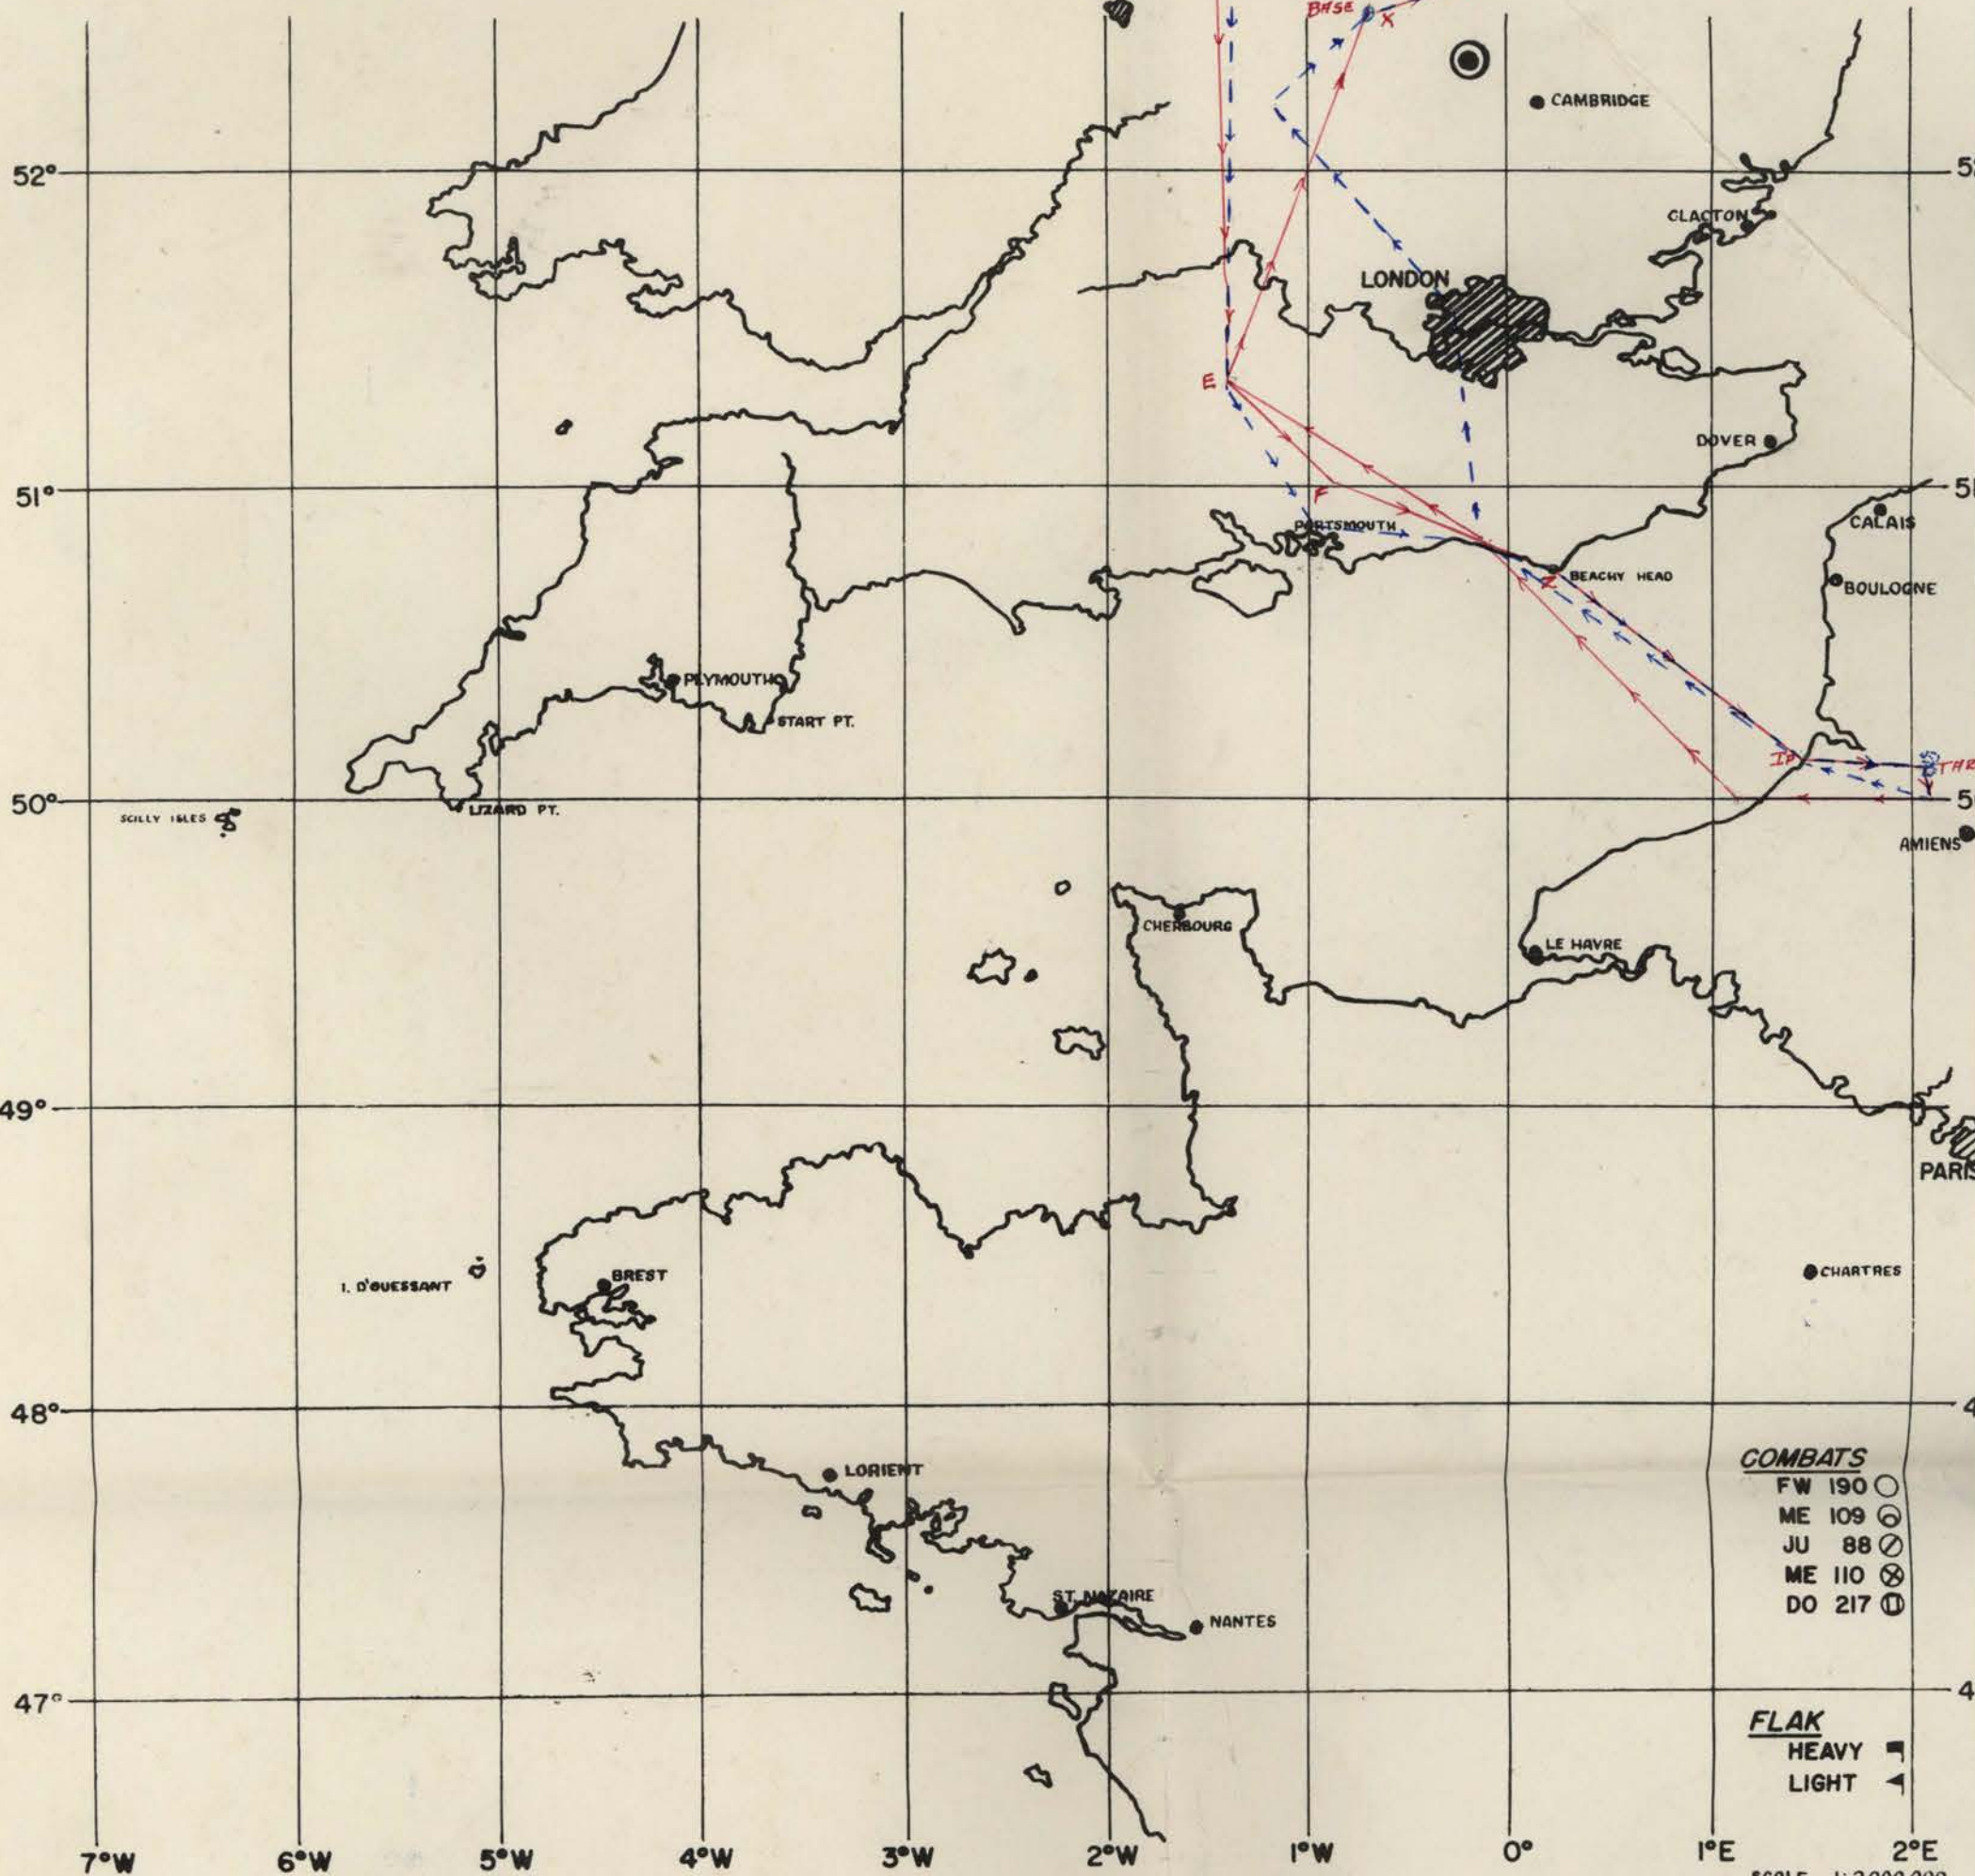 BASE X
CAMBRIDGE
52°
CLACTON
LONDON
E
DOVER
51°
F
PORTSMOUTH
CALAIS
BEACHY HEAD
BOULOGNE
PLYMOUTH
START PT.
IP
50°
LIZARD PT.
SCILLY ISLES
AMIENS
CHERBOURG
LE HAVRE
49°
PARIS
I. D'OUESSANT
BREST
CHARTRES
48°
LORIENT
COMBATS
FW 190
ME 109
JU 88
ME 110
DO 217
ST. NAZAIRE
NANTES
47°
FLAK
HEAVY
LIGHT
7°W 6°W 5°W 4°W 3°W 2°W 1°W 0° 1°E 2°E